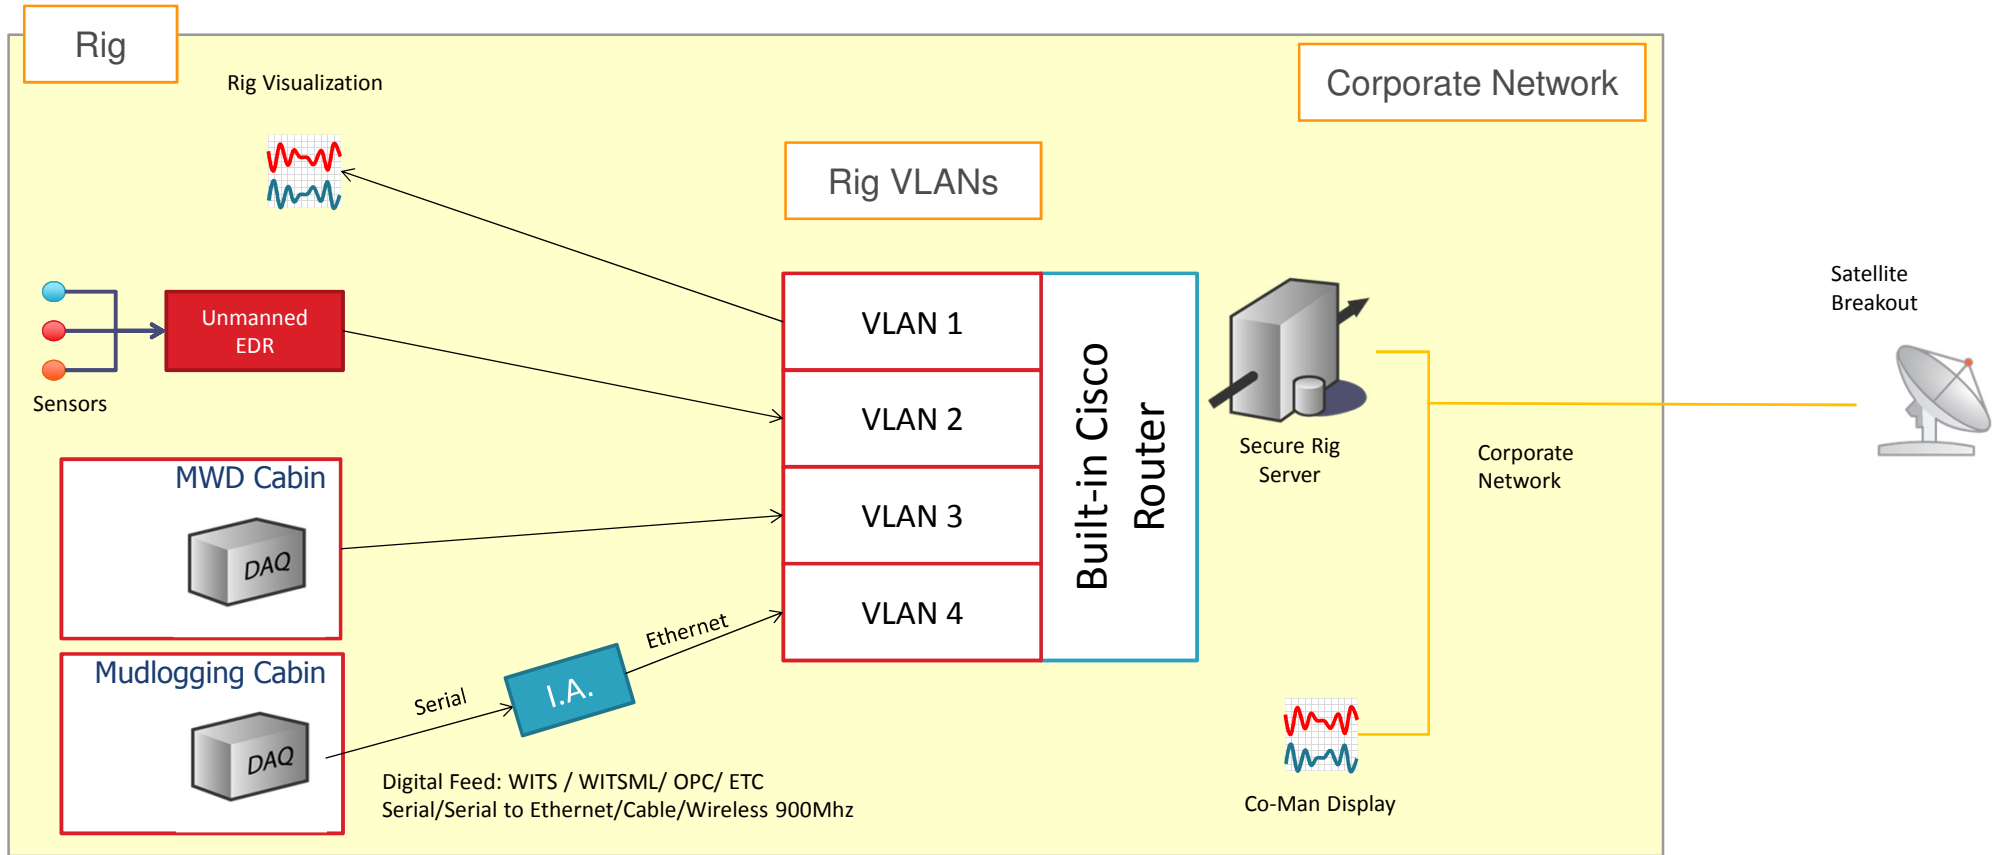 Rig
Corporate Network
Rig Visualization
Rig VLANs
Unmanned
EDR
Sensors
MWD Cabin
DAQ
Mudlogging Cabin
DAQ
Serial
I.A.
Ethernet
Digital Feed: WITS / WITSML/ OPC/ ETC
Serial/Serial to Ethernet/Cable/Wireless 900Mhz
VLAN 1
VLAN 2
VLAN 3
VLAN 4
Built-in Cisco
Router
Secure Rig
Server
Corporate
Network
Co-Man Display
Satellite
Breakout